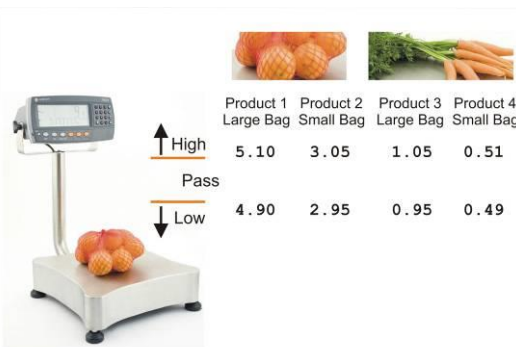 Product 1 Product 2 Product 3 Product 4
Large Bag Small Bag Large Bag Small Bag
High 5.10 3.05 1.05 0.51
Pass
Low 4.90 2.95 0.95 0.49